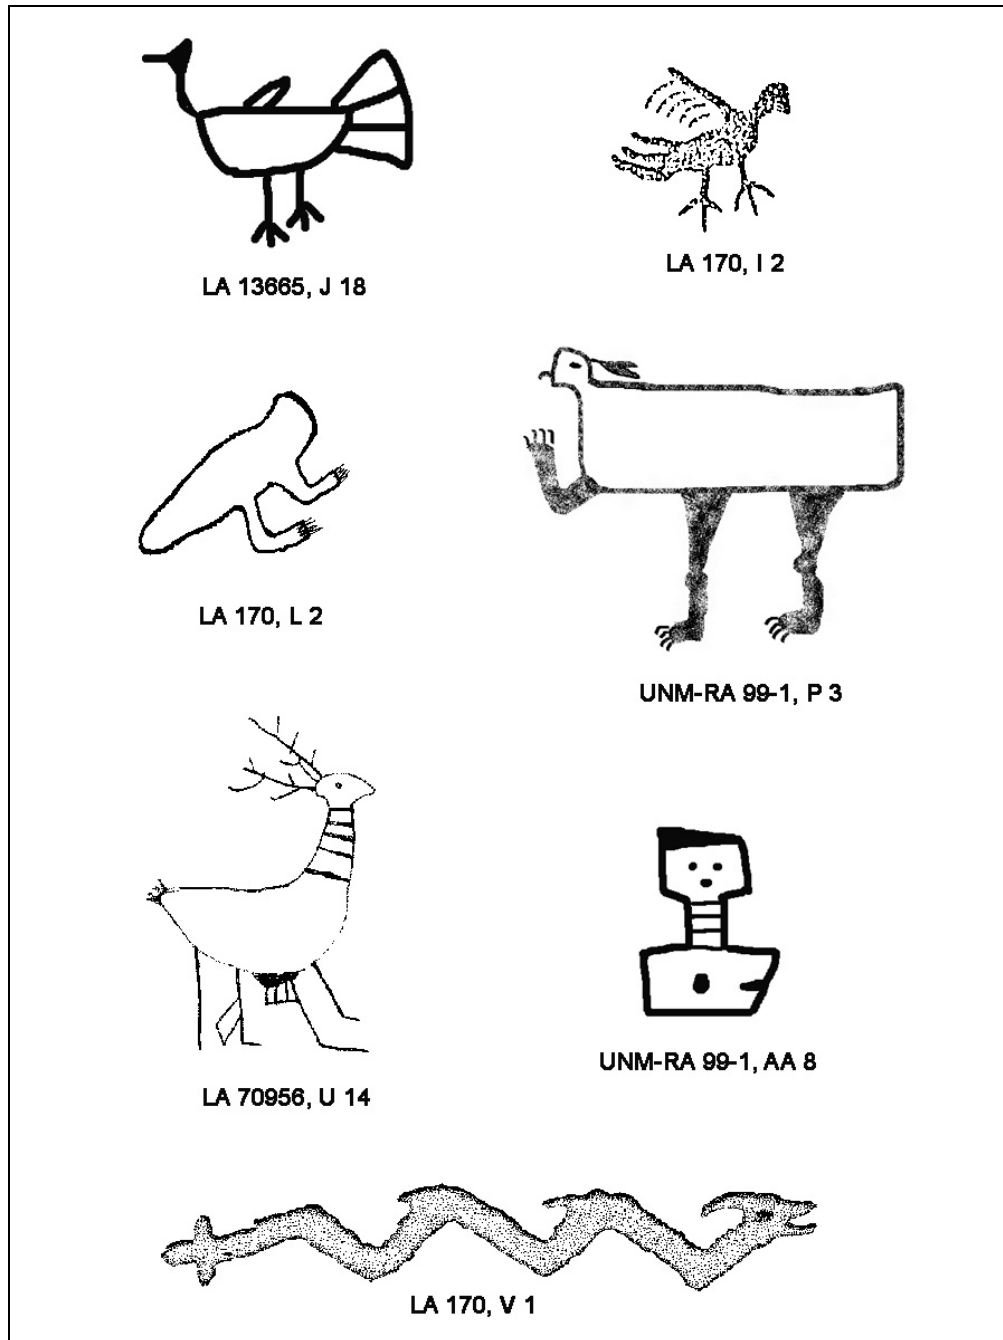 LA 13665, J 18
LA 170, I 2
LA 170, L 2
UNM-RA 99-1, P 3
LA 70956, U 14
UNM-RA 99-1, AA 8
LA 170, V 1